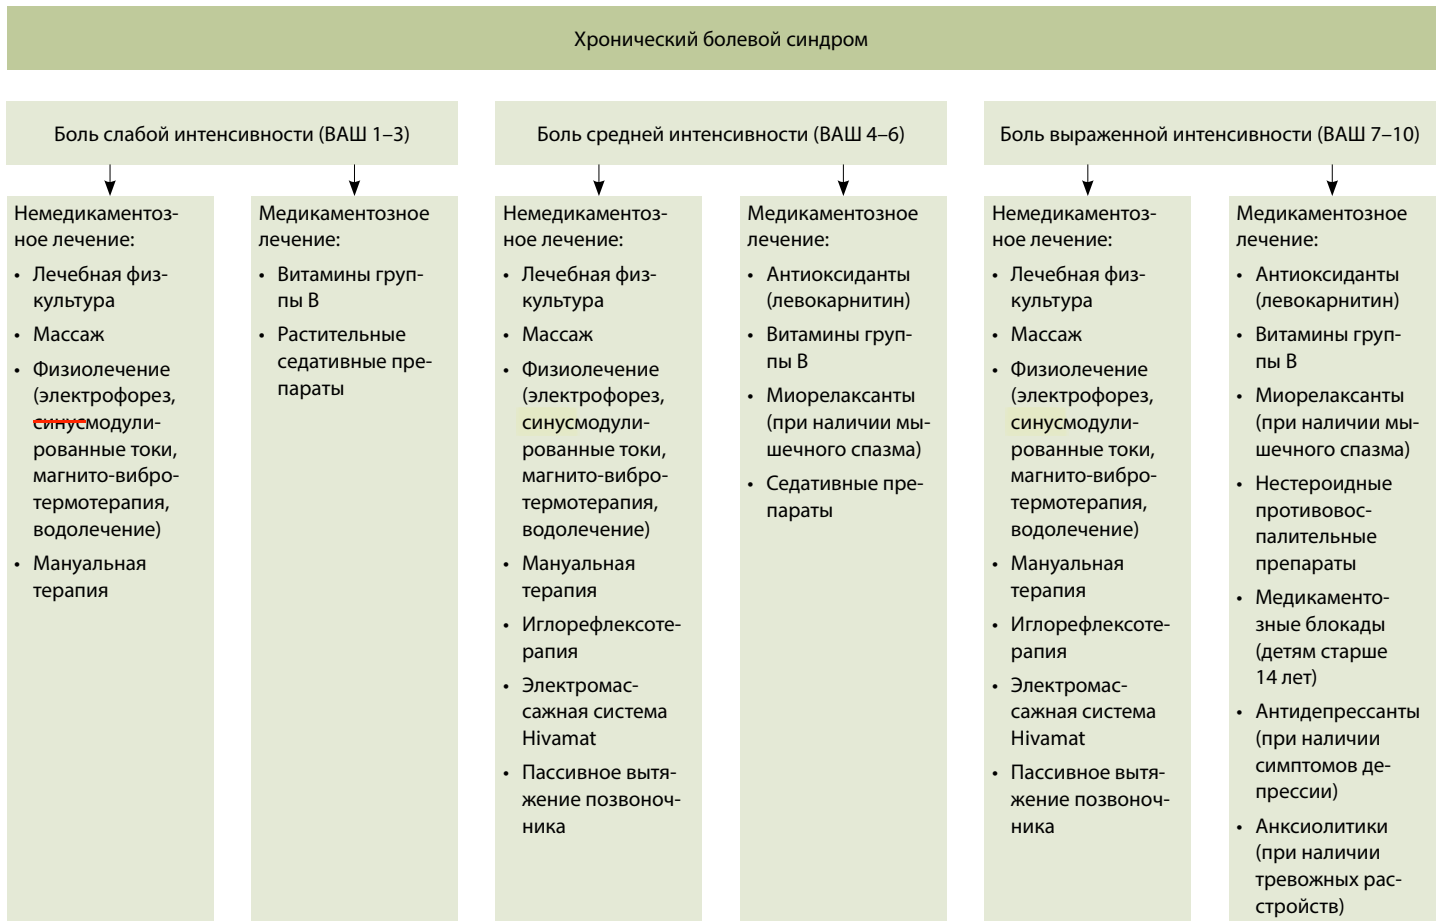 Хронический болевой синдром
Боль слабой интенсивности (ВАШ 1–3)
Немедикаментоз-
ное лечение:
• Лечебная физ-
культура
• Массаж
• Физиолечение
(электрофорез,
синусмодули-
рованные токи,
магнито-вибро-
термотерапия,
водолечение)
• Мануальная
терапия
Медикаментозное
лечение:
• Витамины груп-
пы В
• Растительные
седативные пре-
параты
Боль средней интенсивности (ВАШ 4–6)
Немедикаментоз-
ное лечение:
• Лечебная физ-
культура
• Массаж
• Физиолечение
(электрофорез,
синусмодули-
рованные токи,
магнито-вибро-
термотерапия,
водолечение)
• Мануальная
терапия
• Иглорефлексоте-
рапия
• Электромас-
сажная система
Hivamat
• Пассивное вытя-
жение позвоноч-
ника
Медикаментозное
лечение:
• Антиоксиданты
(левокарнитин)
• Витамины груп-
пы В
• Миорелаксанты
(при наличии мы-
шечного спазма)
• Седативные пре-
параты
Боль выраженной интенсивности (ВАШ 7–10)
Немедикаментоз-
ное лечение:
• Лечебная физ-
культура
• Массаж
• Физиолечение
(электрофорез,
синусмодули-
рованные токи,
магнито-вибро-
термотерапия,
водолечение)
• Мануальная
терапия
• Иглорефлексоте-
рапия
• Электромас-
сажная система
Hivamat
• Пассивное вытя-
жение позвоноч-
ника
Медикаментозное
лечение:
• Антиоксиданты
(левокарнитин)
• Витамины груп-
пы В
• Миорелаксанты
(при наличии мы-
шечного спазма)
• Нестероидные
противовос-
палительные
препараты
• Медикаменто-
зные блокады
(детям старше
14 лет)
• Антидепрессанты
(при наличии
симптомов де-
прессии)
• Анксиолитики
(при наличии
тревожных рас-
стройств)